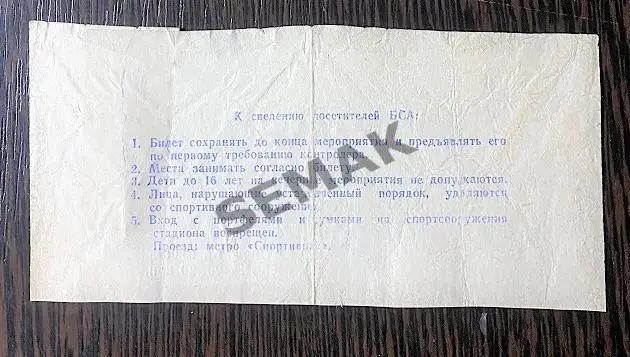 К сведению посетителей БСА:
1. Билет сохранять до конца мероприятия и предъявлять его
по первому требованию контролера.
2. Места занимать согласно билету.
3. Дети до 16 лет на вечерние мероприятия не допускаются.
4. Лица, нарушающие установленный порядок, удаляются
со спортивного сооружения.
5. Вход с портфелями и сумками на спортсооружения
стадиона воспрещен.
Проезд: метро «Спортивная».
SEMAK